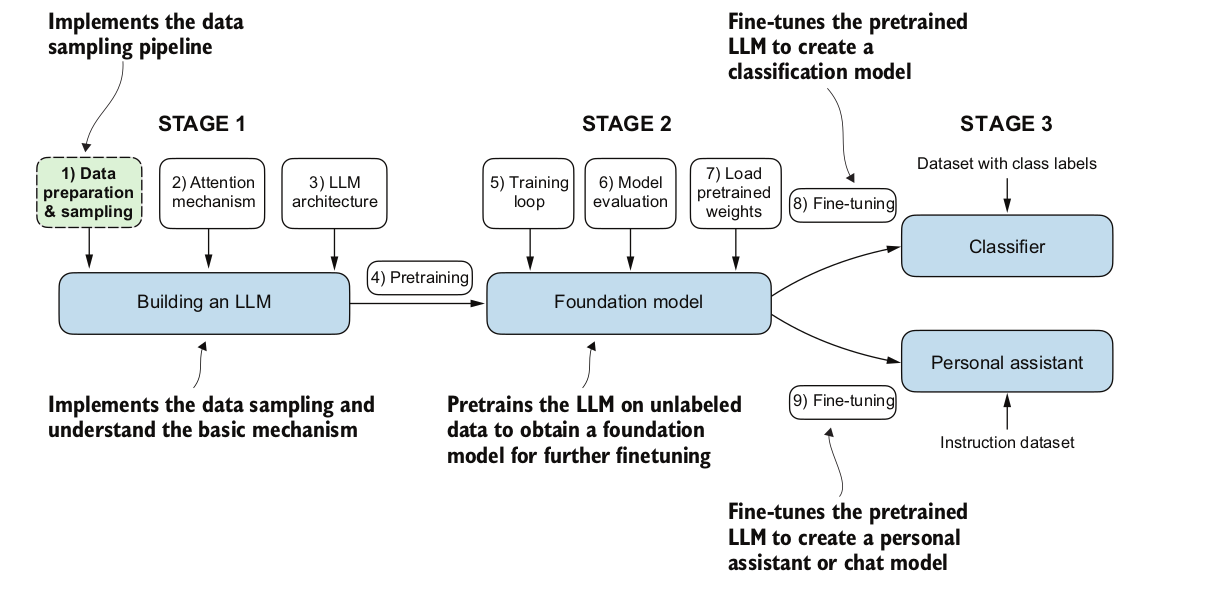 Implements the data
sampling pipeline
Fine-tunes the pretrained
LLM to create a
classification model
STAGE 1
STAGE 2
STAGE 3
1) Data
preparation
& sampling
2) Attention
mechanism
3) LLM
architecture
5) Training
loop
6) Model
evaluation
7) Load
pretrained
weights
8) Fine-tuning
Dataset with class labels
Classifier
4) Pretraining
Building an LLM
Foundation model
Personal assistant
9) Fine-tuning
Instruction dataset
Implements the data sampling and
understand the basic mechanism
Pretrains the LLM on unlabeled
data to obtain a foundation
model for further finetuning
Fine-tunes the pretrained
LLM to create a personal
assistant or chat model